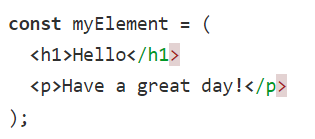 const myElement = (
  <h1>Hello</h1>
  <p>Have a great day!</p>
);